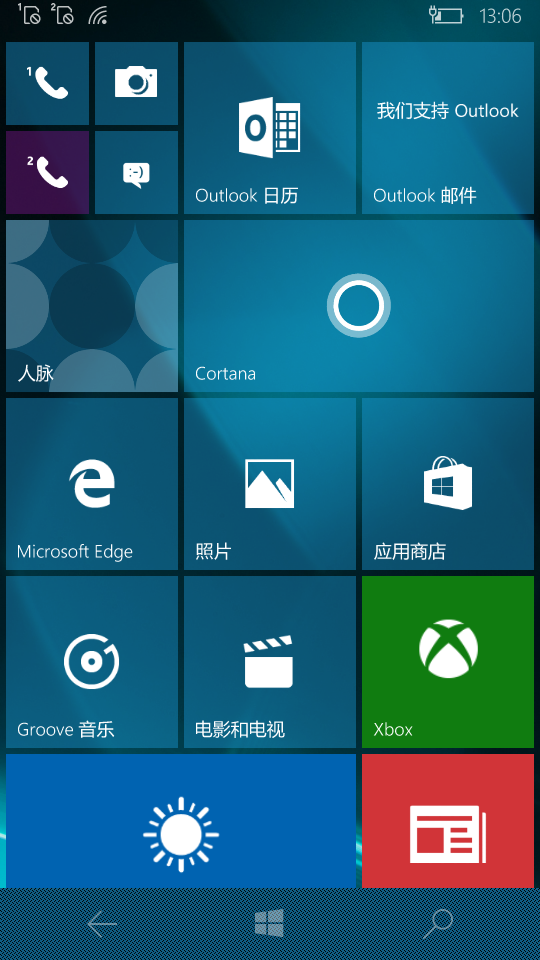 1 2 13:06
1
2
:-)
我们支持 Outlook
Outlook 日历
Outlook 邮件
人脉
Cortana
Microsoft Edge
照片
应用商店
Groove 音乐
电影和电视
Xbox